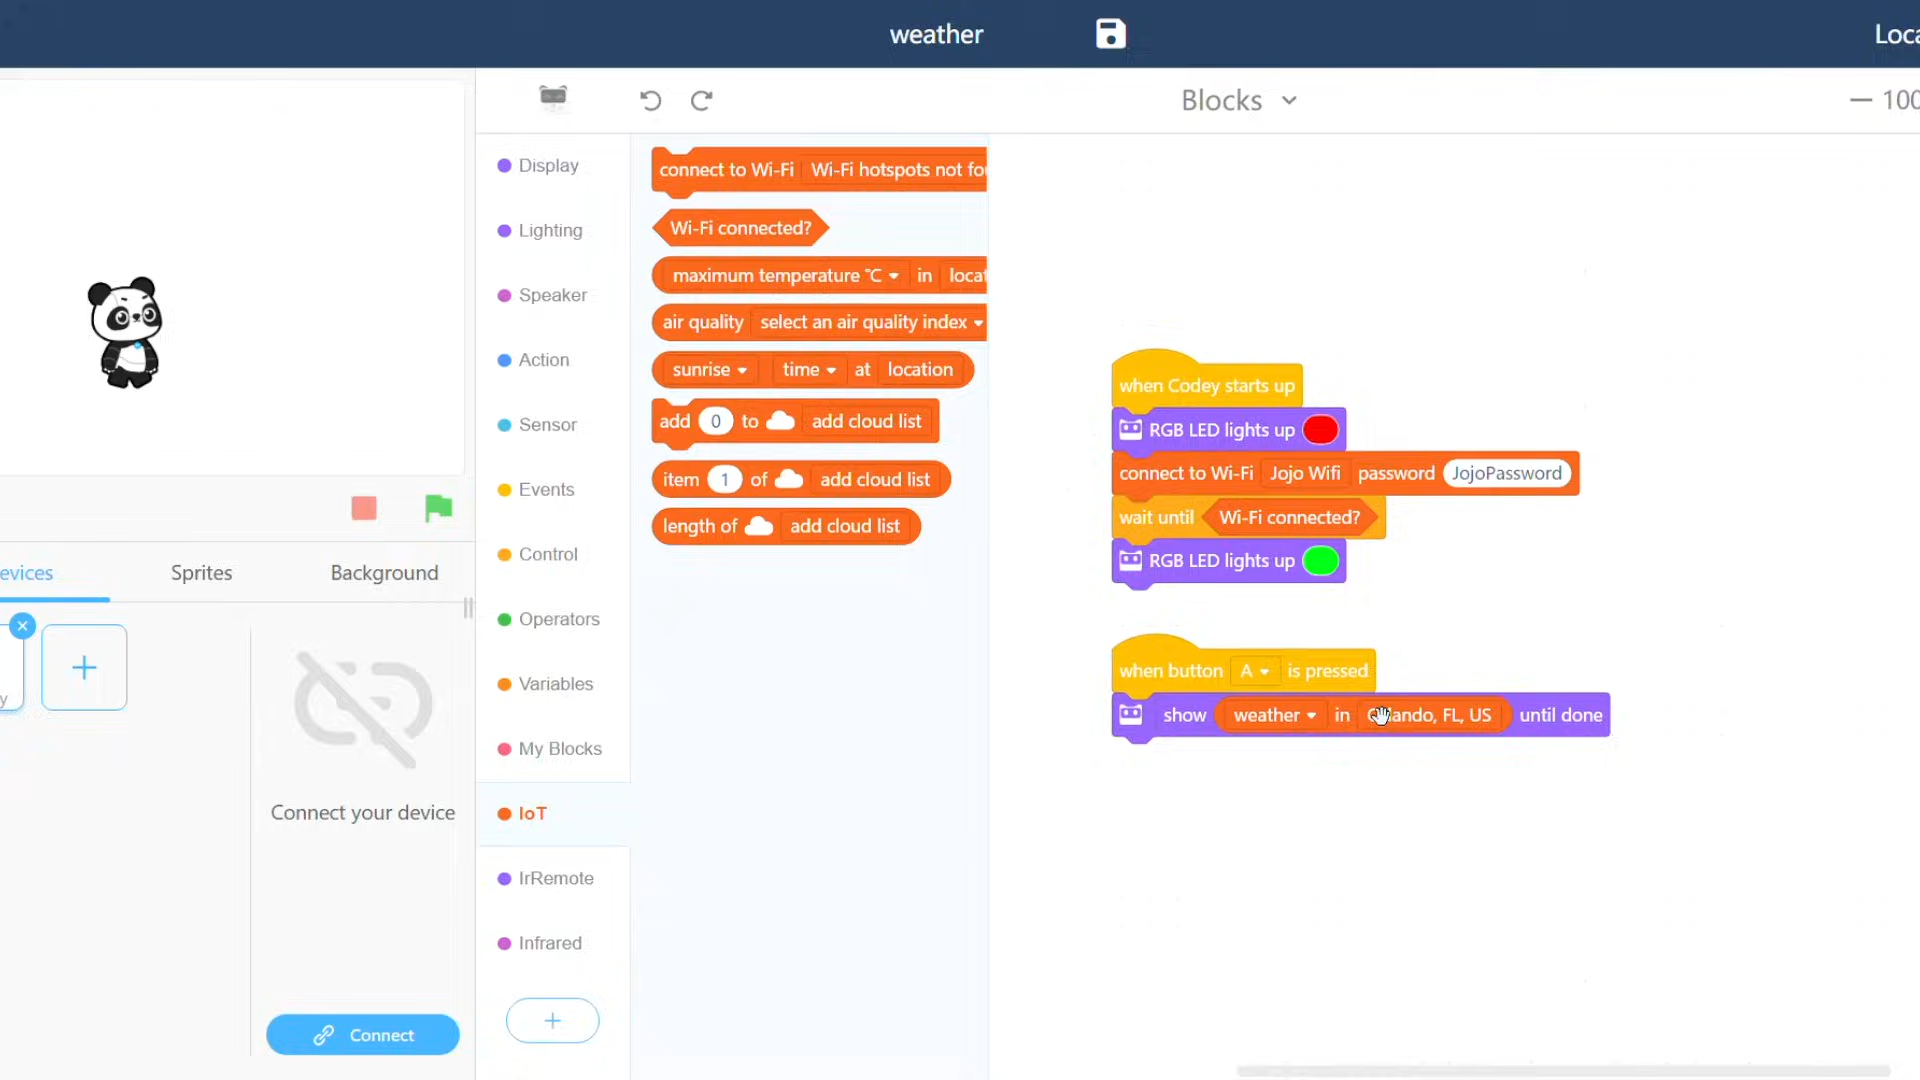 weather
Loca
Blocks
100
Display
Lighting
Speaker
Action
Sensor
Events
Control
Operators
Variables
My Blocks
IoT
IrRemote
Infrared
+
connect to Wi-Fi Wi-Fi hotspots not fou
Wi-Fi connected?
maximum temperature ℃ in locat
air quality select an air quality index
sunrise time at location
add 0 to add cloud list
item 1 of add cloud list
length of add cloud list
when Codey starts up
RGB LED lights up
connect to Wi-Fi Jojo Wifi password JojoPassword
wait until Wi-Fi connected?
RGB LED lights up
when button A is pressed
show weather in ando, FL, US until done
evices Sprites Background
y
+
Connect your device
Connect